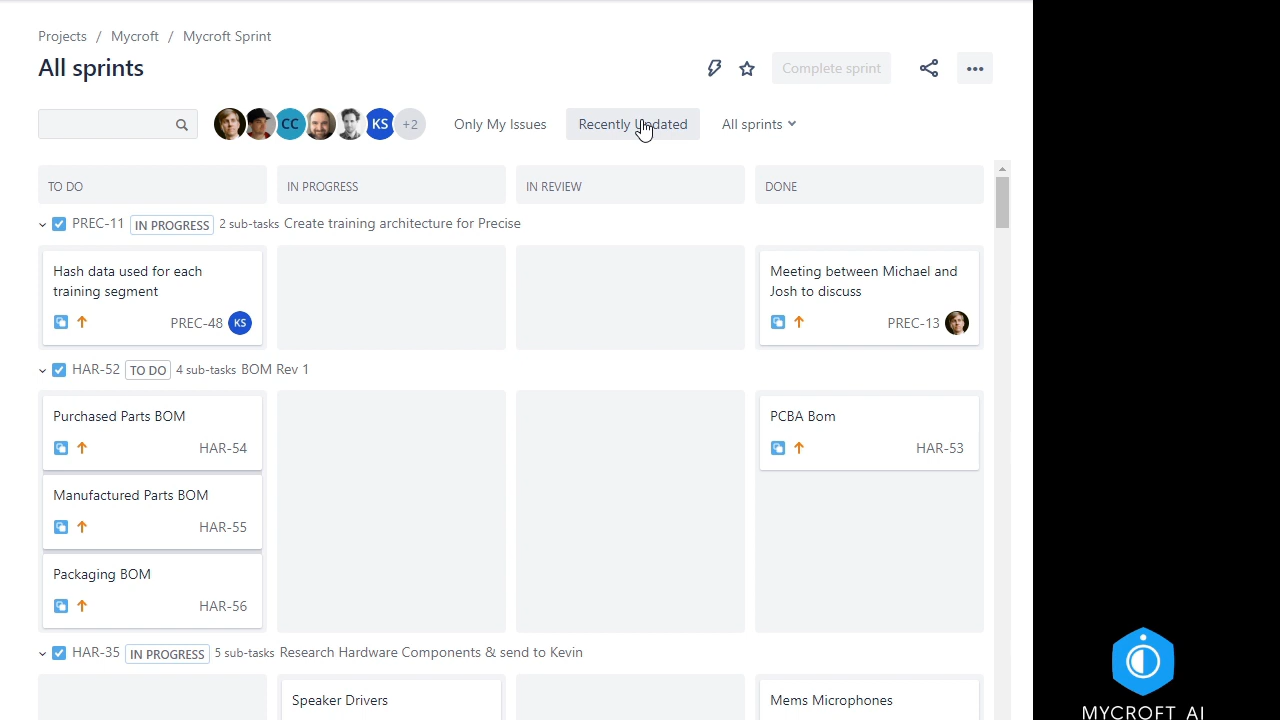 Projects / Mycroft / Mycroft Sprint
All sprints
Complete sprint
CC
KS
+2
Only My Issues
Recently Updated
All sprints
TO DO
IN PROGRESS
IN REVIEW
DONE
PREC-11 IN PROGRESS 2 sub-tasks Create training architecture for Precise
Hash data used for each
training segment
PREC-48 KS
Meeting between Michael and
Josh to discuss
PREC-13
HAR-52 TO DO 4 sub-tasks BOM Rev 1
Purchased Parts BOM
HAR-54
PCBA Bom
HAR-53
Manufactured Parts BOM
HAR-55
Packaging BOM
HAR-56
HAR-35 IN PROGRESS 5 sub-tasks Research Hardware Components & send to Kevin
Speaker Drivers
Mems Microphones
MYCROFT AI